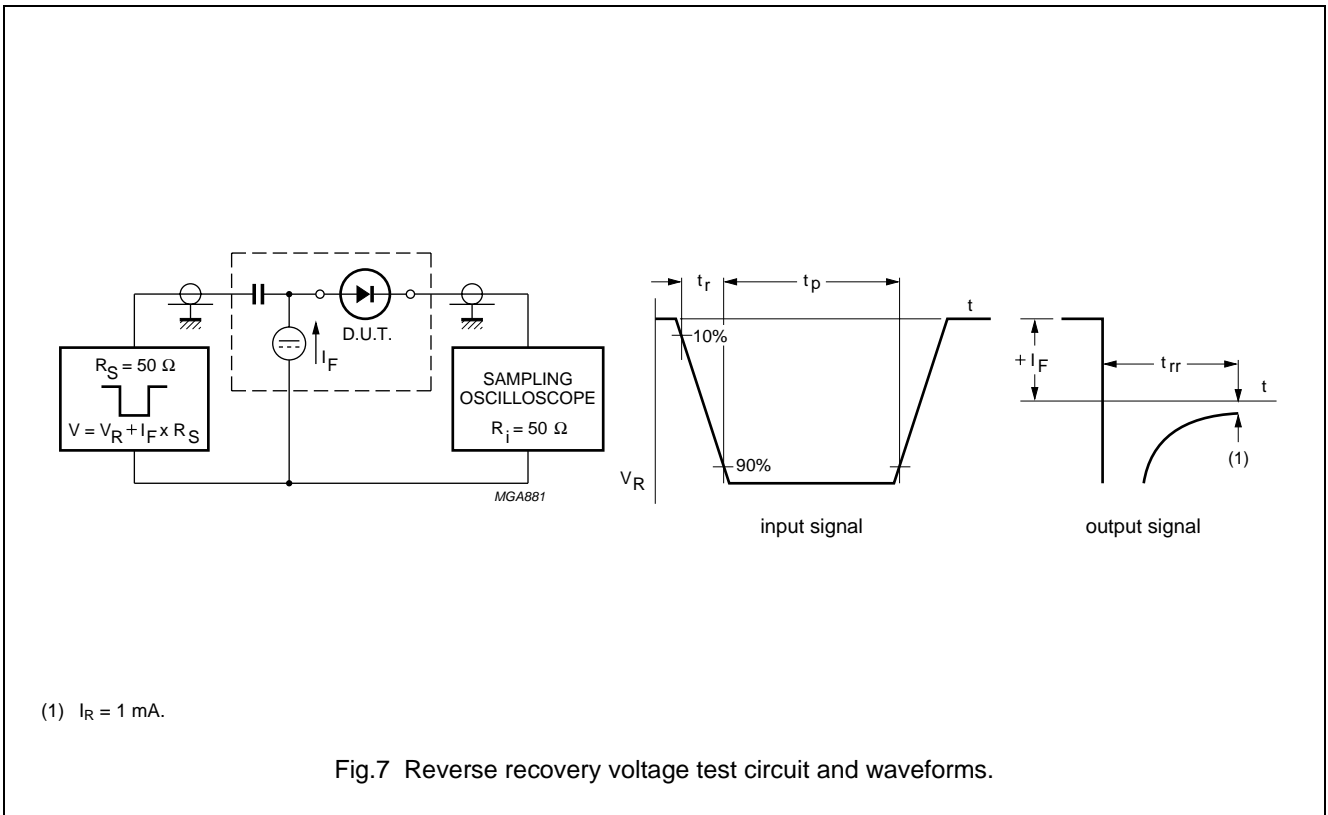 R_S = 50 Ω
V = V_R + I_F x R_S
I_F
D.U.T.
SAMPLING
OSCILLOSCOPE
R_i = 50 Ω
MGA881
t_r
t_p
t
10%
90%
V_R
input signal
+ I_F
t_rr
t
(1)
output signal
(1) I_R = 1 mA.
Fig.7 Reverse recovery voltage test circuit and waveforms.